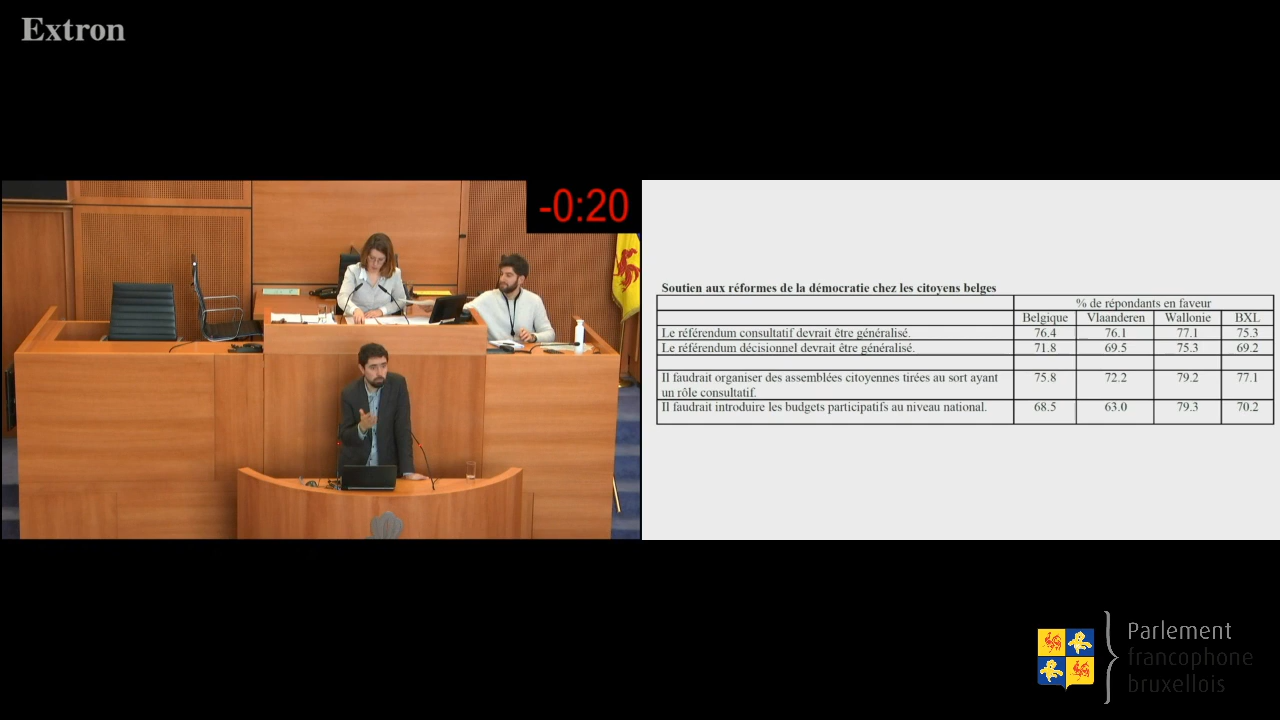 Extron
-0:20
Soutien aux réformes de la démocratie chez les citoyens belges
% de répondants en faveur
Belgique Vlaanderen Wallonie BXL
Le référendum consultatif devrait être généralisé. 76.4 76.1 77.1 75.3
Le référendum décisionnel devrait être généralisé. 71.8 69.5 75.3 69.2
Il faudrait organiser des assemblées citoyennes tirées au sort ayant 75.8 72.2 79.2 77.1
un rôle consultatif.
Il faudrait introduire les budgets participatifs au niveau national. 68.5 63.0 79.3 70.2
Parlement
francophone
bruxellois